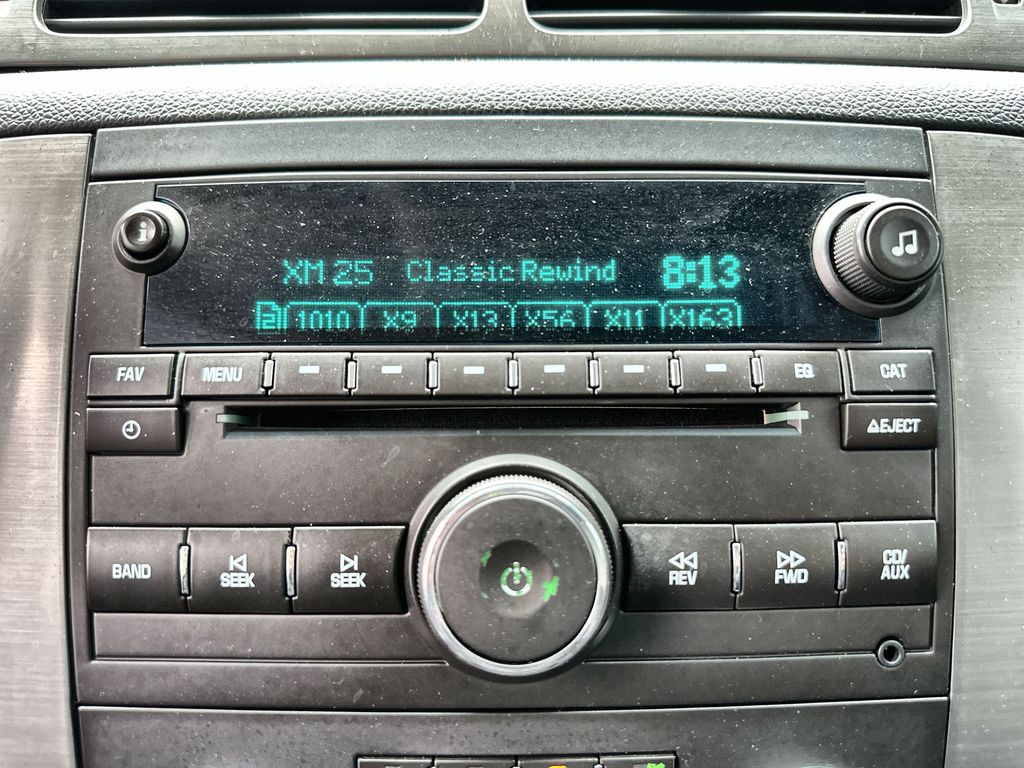 XM 25 Classic Rewind 8:13
2 1010 X9 X13 X56 X11 X163
FAV MENU EQ CAT
EJECT
BAND SEEK SEEK REV FWD CD/
AUX